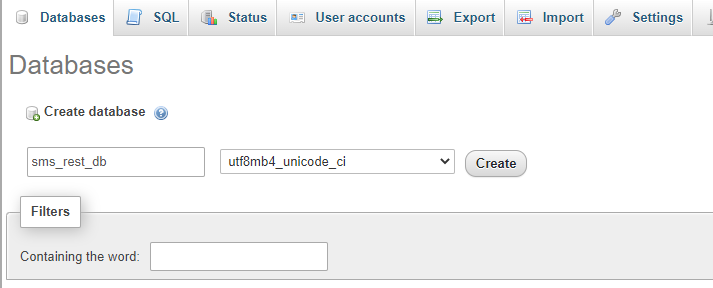 Databases SQL Status User accounts Export Import Settings
Databases
Create database
sms_rest_db utf8mb4_unicode_ci Create
Filters
Containing the word: